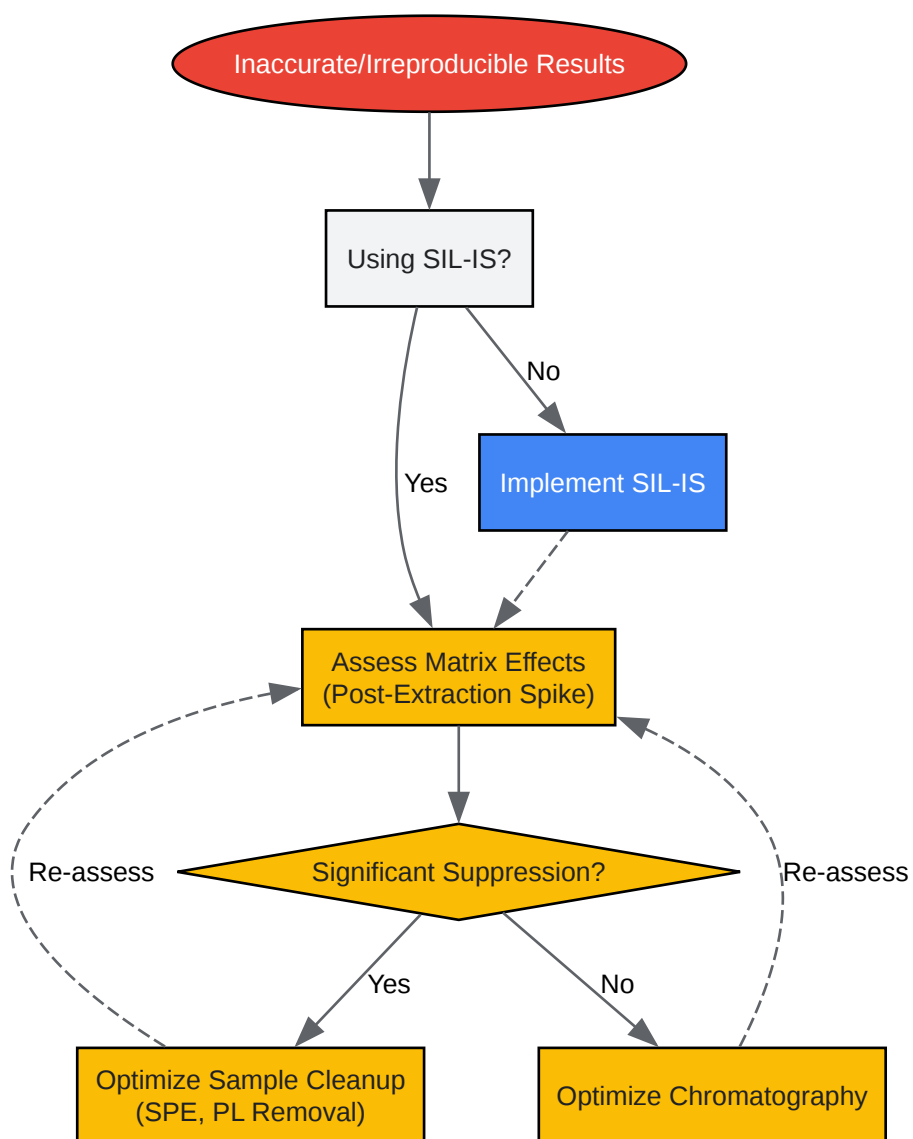 Inaccurate/Irreproducible Results
Using SIL-IS?
No
Implement SIL-IS
Yes
Assess Matrix Effects
(Post-Extraction Spike)
Re-assess
Significant Suppression?
Re-assess
Yes
No
Optimize Sample Cleanup
(SPE, PL Removal)
Optimize Chromatography